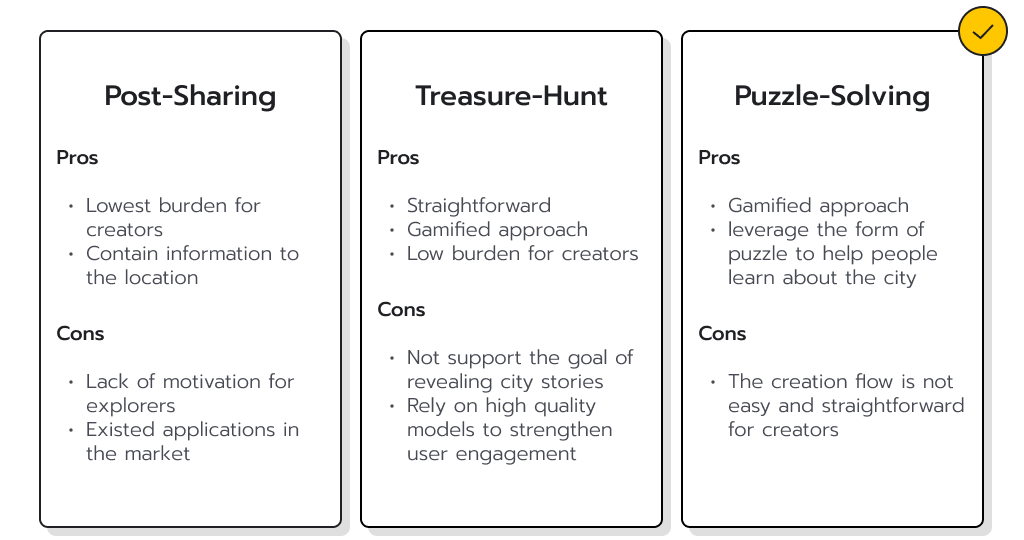 Post-Sharing
Pros
• Lowest burden for
creators
• Contain information to
the location
Cons
• Lack of motivation for
explorers
• Existed applications in
the market
Treasure-Hunt
Pros
• Straightforward
• Gamified approach
• Low burden for creators
Cons
• Not support the goal of
revealing city stories
• Rely on high quality
models to strengthen
user engagement
Puzzle-Solving
Pros
• Gamified approach
• leverage the form of
puzzle to help people
learn about the city
Cons
• The creation flow is not
easy and straightforward
for creators